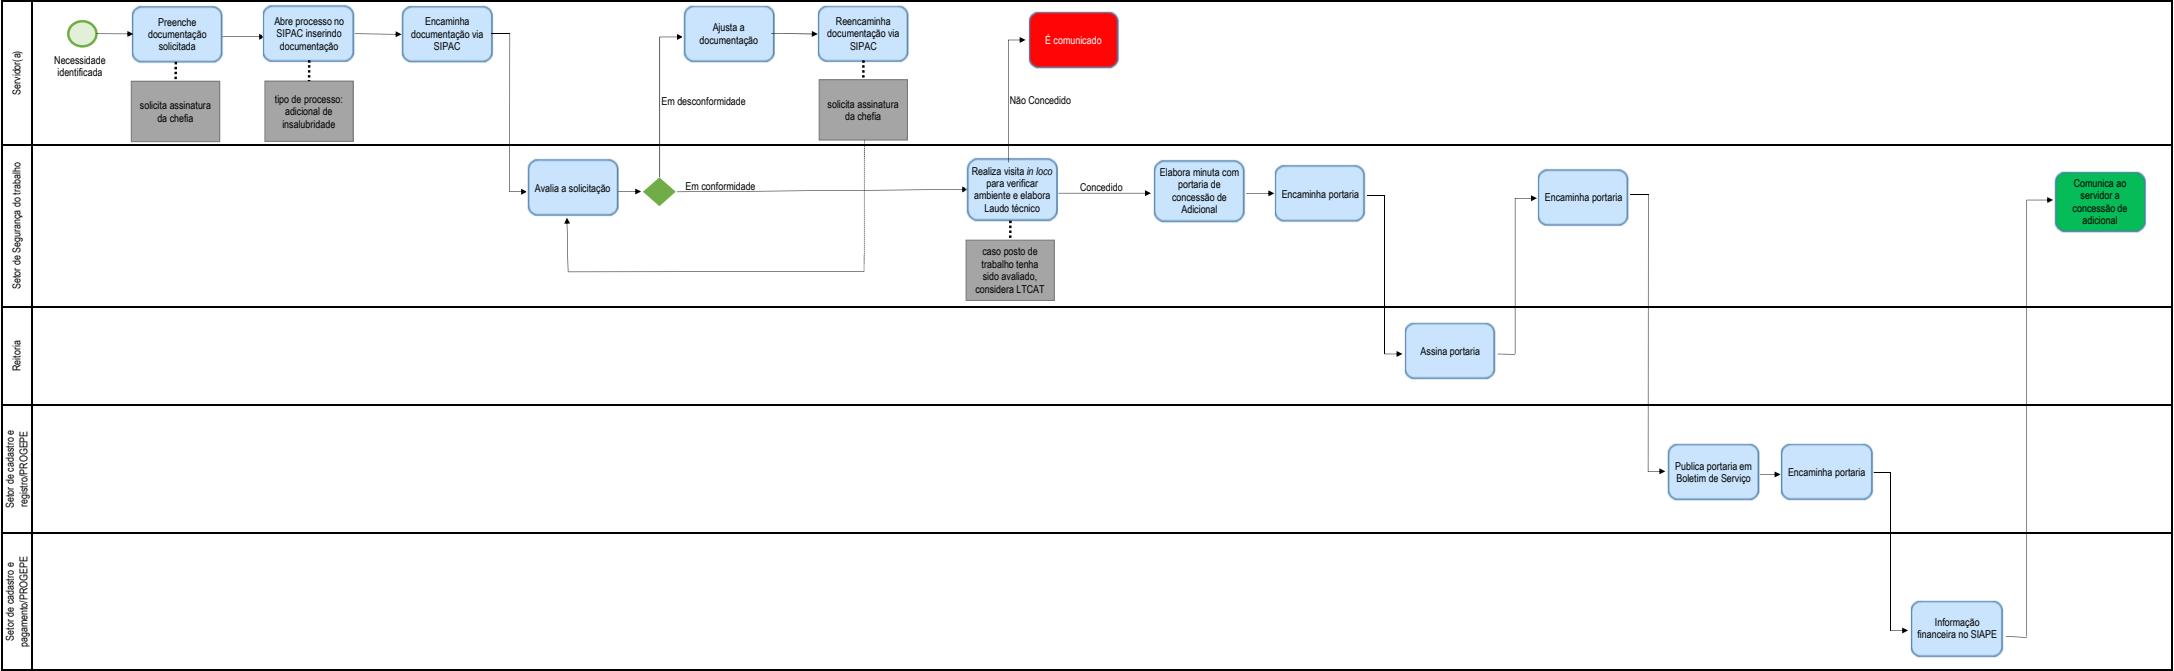 Servidor(a)
Necessidade
identificada
Preenche
documentação
solicitada
solicita assinatura
da chefia
Abre processo no
SIPAC inserindo
documentação
tipo de processo:
adicional de
insalubridade
Encaminha
documentação via
SIPAC
Ajusta a
documentação
Em desconformidade
Reencaminha
documentação via
SIPAC
solicita assinatura
da chefia
É comunicado
Não Concedido
Setor de Segurança do trabalho
Avalia a solicitação
Em conformidade
Realiza visita in loco
para verificar
ambiente e elabora
Laudo técnico
caso posto de
trabalho tenha
sido avaliado,
considera LTCAT
Concedido
Elabora minuta com
portaria de
concessão de
Adicional
Encaminha portaria
Encaminha portaria
Comunica ao
servidor a
concessão de
adicional
Reitoria
Assina portaria
Setor de cadastro e
registro/PROGEPE
Publica portaria em
Boletim de Serviço
Encaminha portaria
Setor de cadastro e
pagamento/PROGEPE
Informação
financeira no SIAPE